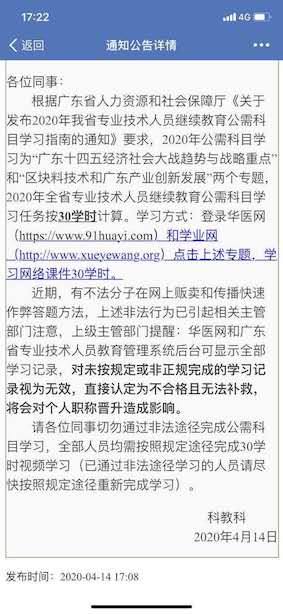 17:22
4G
返回
通知公告详情
各位同事：
根据广东省人力资源和社会保障厅《关于
发布2020年我省专业技术人员继续教育公需科
目学习指南的通知》要求，2020年公需科目学
习为“广东十四五经济社会大战趋势与战略重点”
和“区块料技术和广东产业创新发展”两个专题，
2020年全省专业技术人员继续教育公需科目学
习任务按30学时计算。学习方式：登录华医网
（https://www.91huayi.com）和学业网
（http://www.xueyewang.org）点击上述专题，学
习网络课件30学时。
近期，有不法分子在网上贩卖和传播快速
作弊答题方法，上述非法行为已引起相关主管
部门注意，上级主管部门提醒：华医网和广东
省专业技术人员教育管理系统后台可显示全部
学习记录，对未按规定或非正规完成的学习记
录视为无效，直接认定为不合格且无法补救，
将会对个人职称晋升造成影响。
请各位同事切勿通过非法途径完成公需
科目学习，全部人员均需按照规定途径完成30学
时视频学习（已通过非法途径学习的人员请尽
快按照规定途径重新完成学习）。
科教科
2020年4月14日
发布时间：2020-04-14 17:08